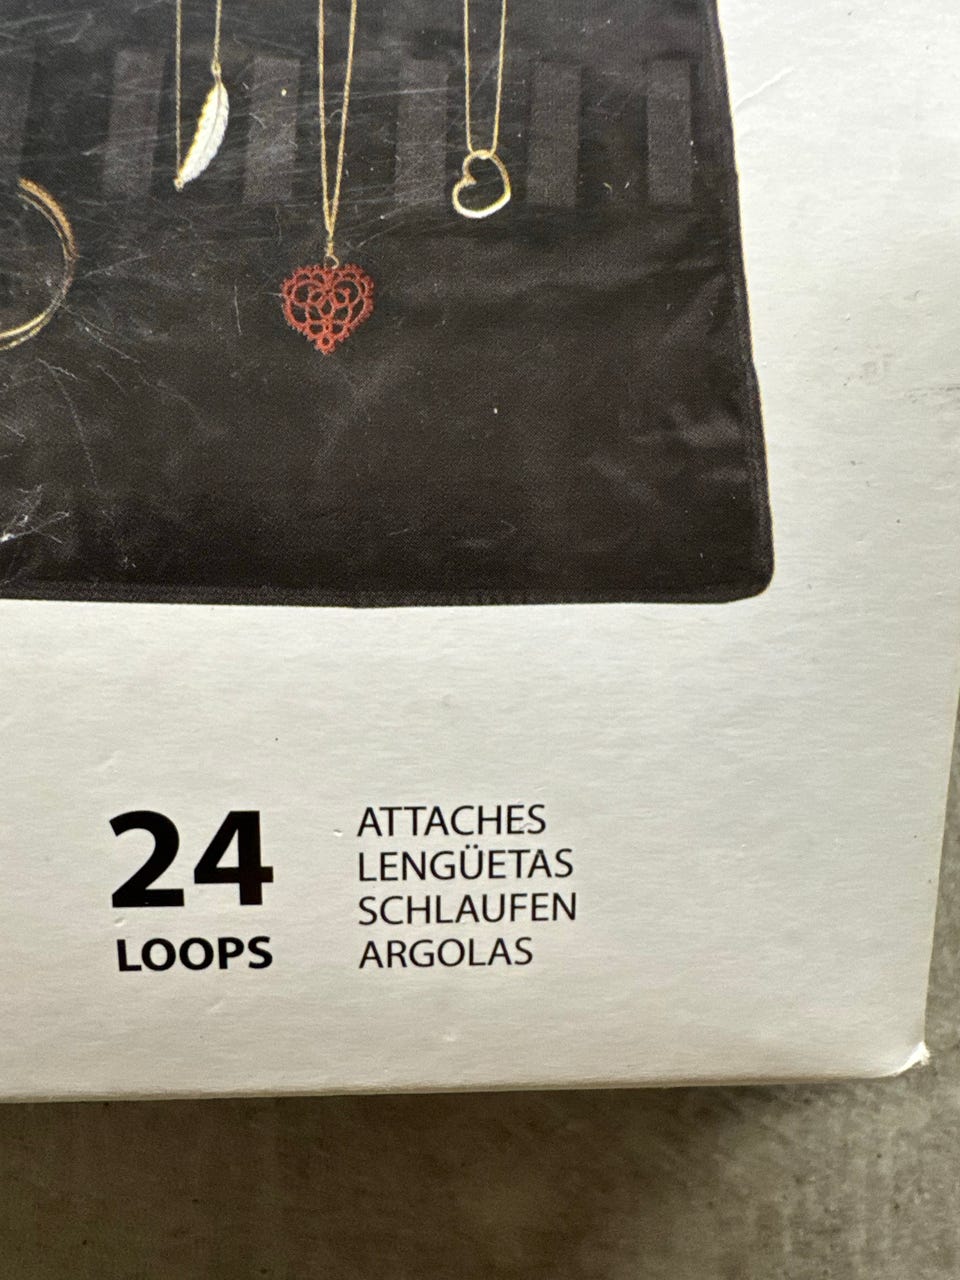 24
LOOPS
ATTACHES
LENGÜETAS
SCHLAUFEN
ARGOLAS